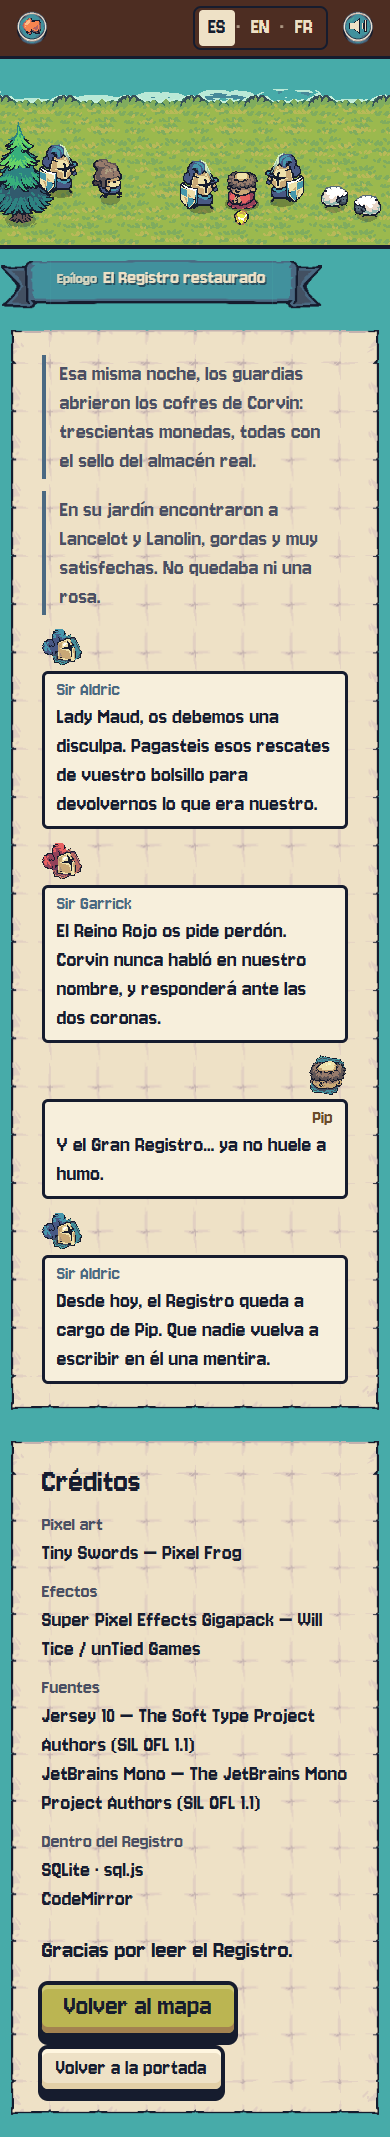 ES · EN · FR
Epílogo El Registro restaurado
Esa misma noche, los guardias
abrieron los cofres de Corvin:
trescientas monedas, todas con
el sello del almacén real.
En su jardín encontraron a
Lancelot y Lanolin, gordas y muy
satisfechas. No quedaba ni una
rosa.
Sir Aldric
Lady Maud, os debemos una
disculpa. Pagasteis esos rescates
de vuestro bolsillo para
devolvernos lo que era nuestro.
Sir Garrick
El Reino Rojo os pide perdón.
Corvin nunca habló en nuestro
nombre, y responderá ante las
dos coronas.
Pip
Y el Gran Registro... ya no huele a
humo.
Sir Aldric
Desde hoy, el Registro queda a
cargo de Pip. Que nadie vuelva a
escribir en él una mentira.
Créditos
Pixel art
Tiny Swords — Pixel Frog
Efectos
Super Pixel Effects Gigapack — Will
Tice / unTied Games
Fuentes
Jersey 10 — The Soft Type Project
Authors (SIL OFL 1.1)
JetBrains Mono — The JetBrains Mono
Project Authors (SIL OFL 1.1)
Dentro del Registro
SQLite · sql.js
CodeMirror
Gracias por leer el Registro.
Volver al mapa
Volver a la portada